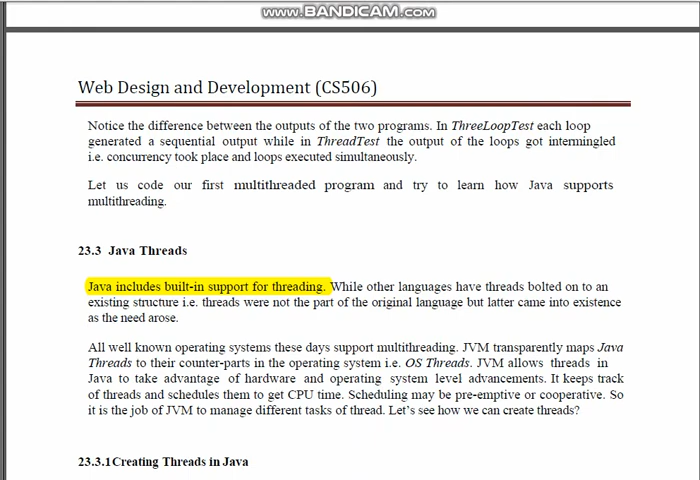 www.BANDICAM.com
Web Design and Development (CS506)
Notice the difference between the outputs of the two programs. In ThreeLoopTest each loop
generated a sequential output while in ThreadTest the output of the loops got intermingled
i.e. concurrency took place and loops executed simultaneously.
Let us code our first multithreaded program and try to learn how Java supports
multithreading.
23.3 Java Threads
Java includes built-in support for threading. While other languages have threads bolted on to an
existing structure i.e. threads were not the part of the original language but latter came into existence
as the need arose.
All well known operating systems these days support multithreading. JVM transparently maps Java
Threads to their counter-parts in the operating system i.e. OS Threads. JVM allows threads in
Java to take advantage of hardware and operating system level advancements. It keeps track
of threads and schedules them to get CPU time. Scheduling may be pre-emptive or cooperative. So
it is the job of JVM to manage different tasks of thread. Let's see how we can create threads?
23.3.1Creating Threads in Java